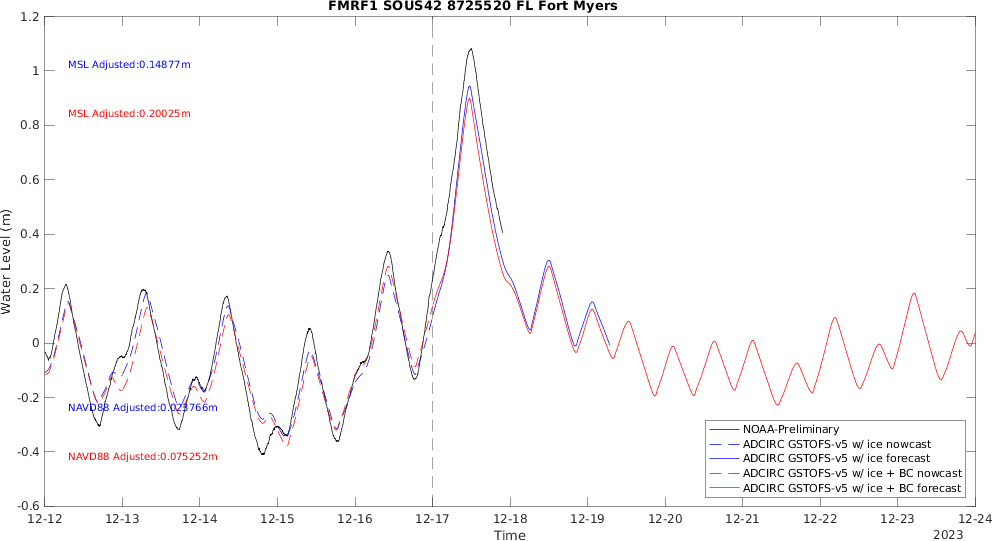 FMRF1 SOUS42 8725520 FL Fort Myers
1.2
1
0.8
0.6
0.4
0.2
0
-0.2
-0.4
-0.6
Water Level (m)
MSL Adjusted:0.14877m
MSL Adjusted:0.20025m
NAVD88 Adjusted:0.023766m
NAVD88 Adjusted:0.075252m
NOAA-Preliminary
ADCIRC GSTOFS-v5 w/ ice nowcast
ADCIRC GSTOFS-v5 w/ ice forecast
ADCIRC GSTOFS-v5 w/ ice + BC nowcast
ADCIRC GSTOFS-v5 w/ ice + BC forecast
12-12 12-13 12-14 12-15 12-16 12-17 12-18 12-19 12-20 12-21 12-22 12-23 12-24
Time
2023